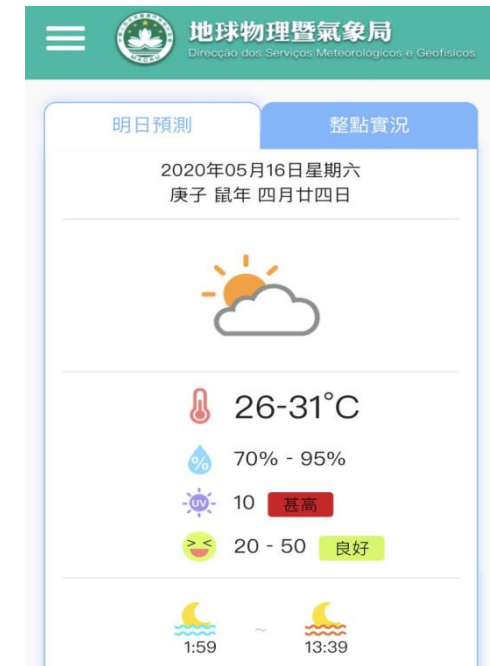 地球物理暨氣象局
Direcção dos Serviços Meteorológicos e Geofísicos
MACAU
明日預測
整點實況
2020年05月16日星期六
庚子 鼠年 四月廿四日
26-31°C
% 70% - 95%
UV 10 甚高
20 - 50 良好
1:59 ~ 13:39